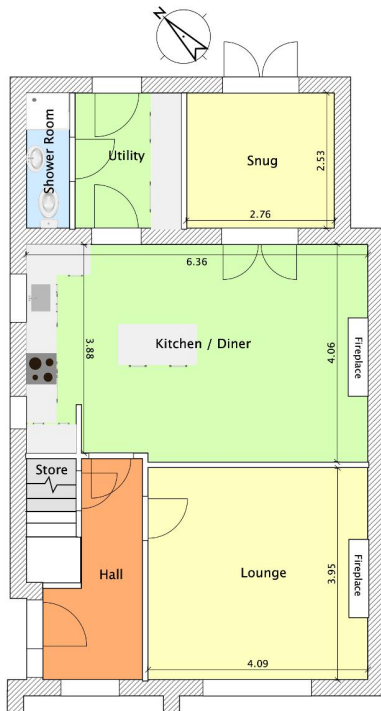 N
Shower Room
Utility
Snug
2.53
2.76
6.36
Kitchen / Diner
3.88
4.06
Fireplace
Store
Hall
Lounge
3.95
Fireplace
4.09